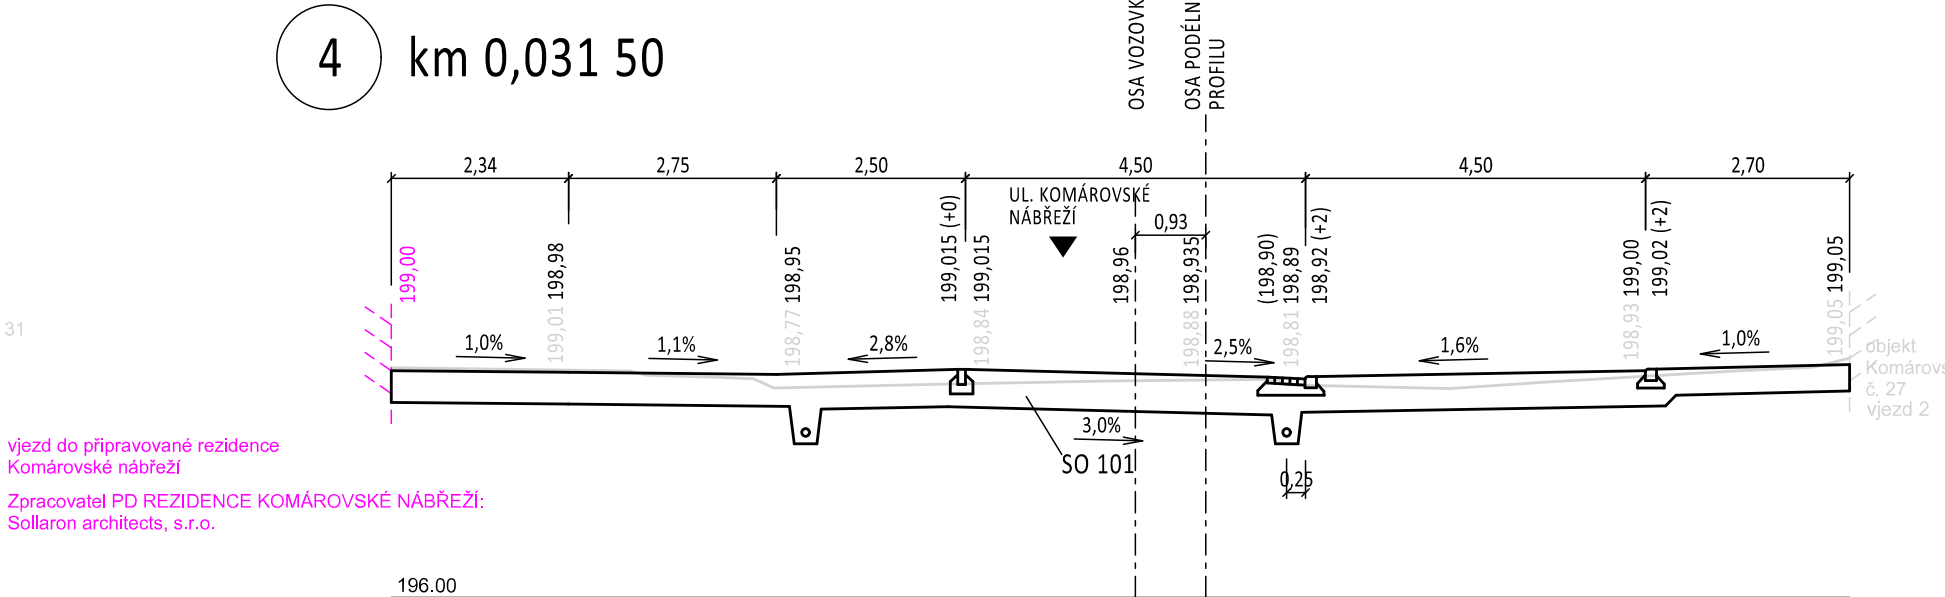 4
km 0,031 50
OSA VOZOVK
OSA PODÉLN
PROFILU
2,34
2,75
2,50
4,50
4,50
2,70
UL. KOMÁROVSKÉ
NÁBŘEŽÍ
0,93
199,00
199,01 198,98
198,77 198,95
199,015 (+0)
198,84 199,015
198,96
198,88 198,935
(198,90)
198,81 198,89
198,92 (+2)
198,93 199,00
199,02 (+2)
199,05 199,05
31
1,0%
1,1%
2,8%
2,5%
1,6%
1,0%
objekt
Komárovs
č. 27
vjezd 2
3,0%
SO 101
0,25
vjezd do připravované rezidence
Komárovské nábřeží
Zpracovatel PD REZIDENCE KOMÁROVSKÉ NÁBŘEŽÍ:
Sollaron architects, s.r.o.
196.00